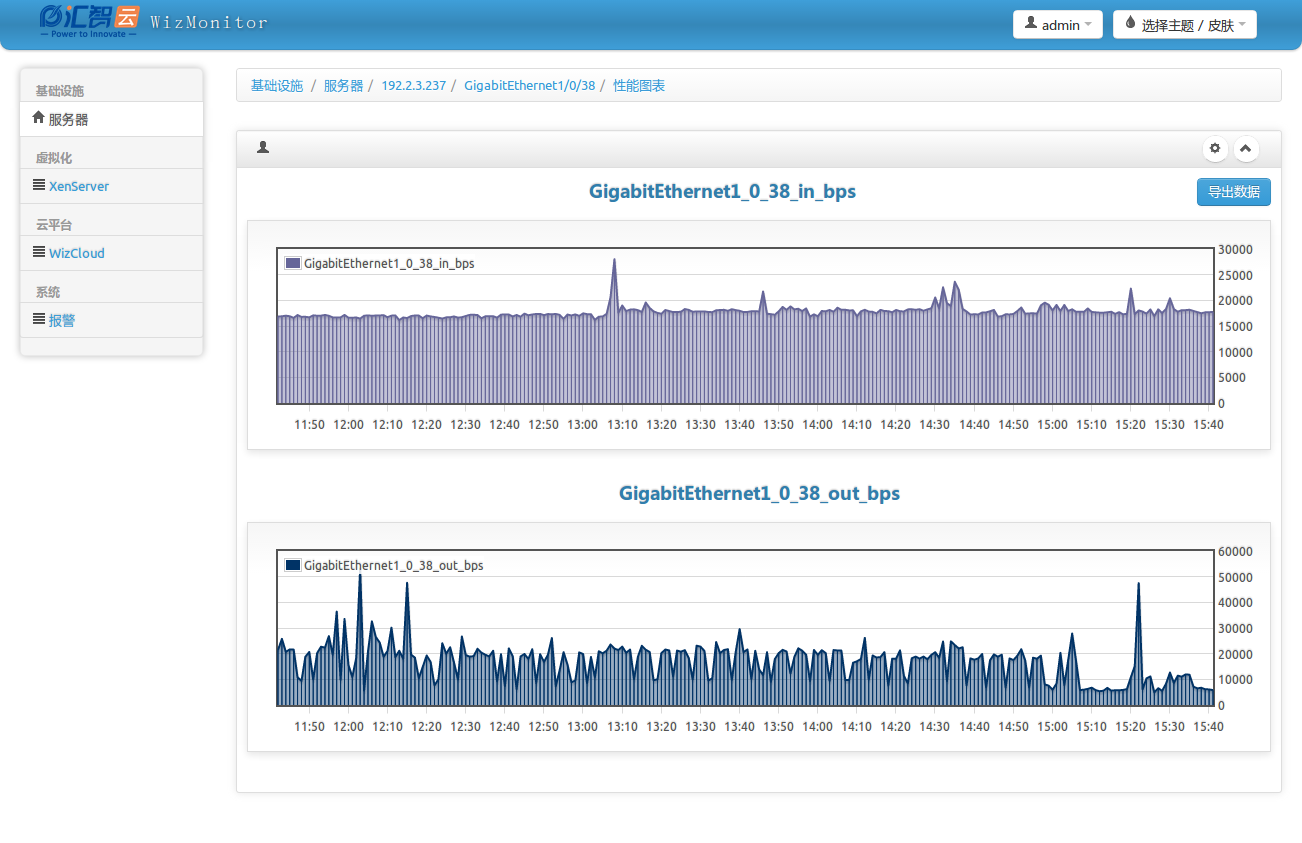 汇智云 WizMonitor
— Power to Innovate —
admin
选择主题 / 皮肤
基础设施
服务器
虚拟化
XenServer
云平台
WizCloud
系统
报警
基础设施 / 服务器 / 192.2.3.237 / GigabitEthernet1/0/38 / 性能图表
GigabitEthernet1_0_38_in_bps
导出数据
GigabitEthernet1_0_38_in_bps
30000
25000
20000
15000
10000
5000
0
11:50 12:00 12:10 12:20 12:30 12:40 12:50 13:00 13:10 13:20 13:30 13:40 13:50 14:00 14:10 14:20 14:30 14:40 14:50 15:00 15:10 15:20 15:30 15:40
GigabitEthernet1_0_38_out_bps
GigabitEthernet1_0_38_out_bps
60000
50000
40000
30000
20000
10000
0
11:50 12:00 12:10 12:20 12:30 12:40 12:50 13:00 13:10 13:20 13:30 13:40 13:50 14:00 14:10 14:20 14:30 14:40 14:50 15:00 15:10 15:20 15:30 15:40